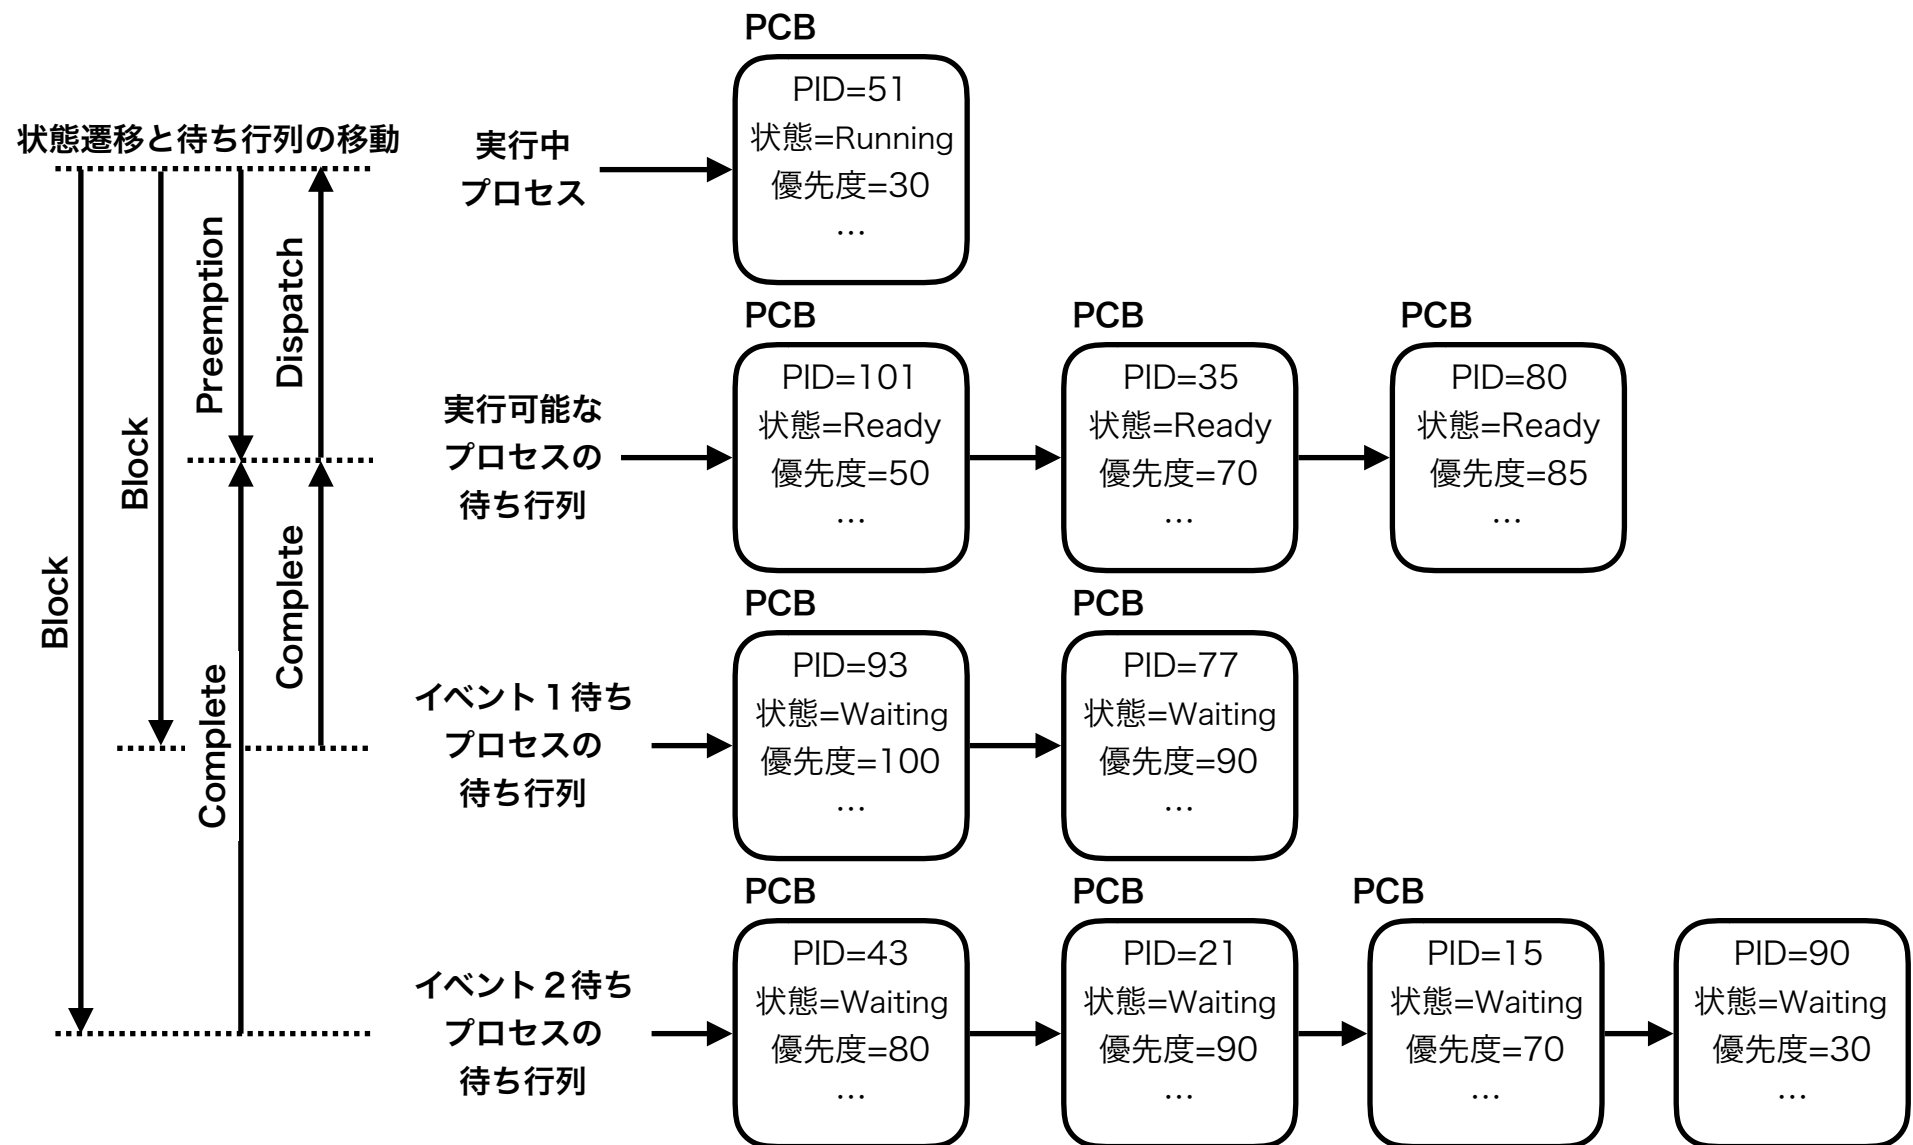 PCB
PID=51
状態=Running
優先度=30
...
状態遷移と待ち行列の移動
実行中
プロセス
Preemption
Dispatch
Block
Block
Complete
Complete
PCB
PCB
PCB
実行可能な
プロセスの
待ち行列
PID=101
状態=Ready
優先度=50
...
PID=35
状態=Ready
優先度=70
...
PID=80
状態=Ready
優先度=85
...
PCB
PCB
イベント１待ち
プロセスの
待ち行列
PID=93
状態=Waiting
優先度=100
...
PID=77
状態=Waiting
優先度=90
...
PCB
PCB
PCB
イベント２待ち
プロセスの
待ち行列
PID=43
状態=Waiting
優先度=80
...
PID=21
状態=Waiting
優先度=90
...
PID=15
状態=Waiting
優先度=70
...
PID=90
状態=Waiting
優先度=30
...